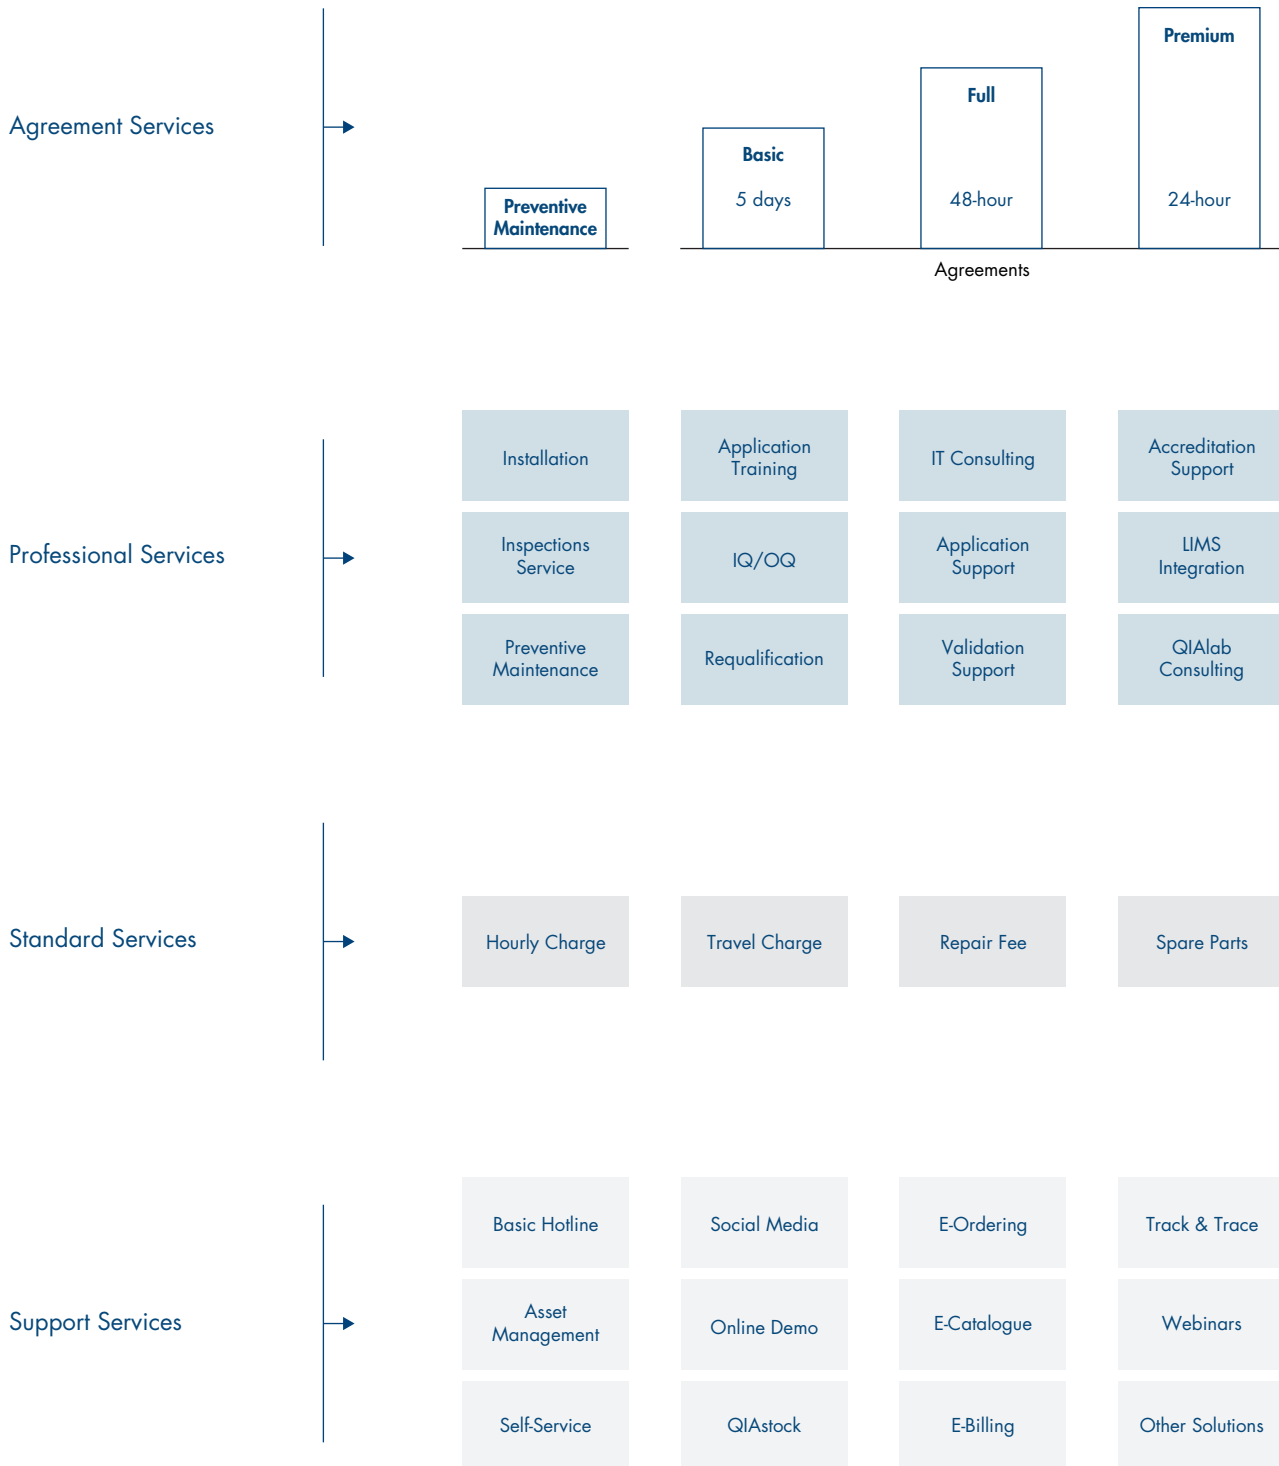 Agreement Services
Preventive
Maintenance
Basic
5 days
Full
48-hour
Premium
24-hour
Agreements
Professional Services
Installation
Application
Training
IT Consulting
Accreditation
Support
Inspections
Service
IQ/OQ
Application
Support
LIMS
Integration
Preventive
Maintenance
Requalification
Validation
Support
QIAlab
Consulting
Standard Services
Hourly Charge
Travel Charge
Repair Fee
Spare Parts
Support Services
Basic Hotline
Social Media
E-Ordering
Track & Trace
Asset
Management
Online Demo
E-Catalogue
Webinars
Self-Service
QIAstock
E-Billing
Other Solutions